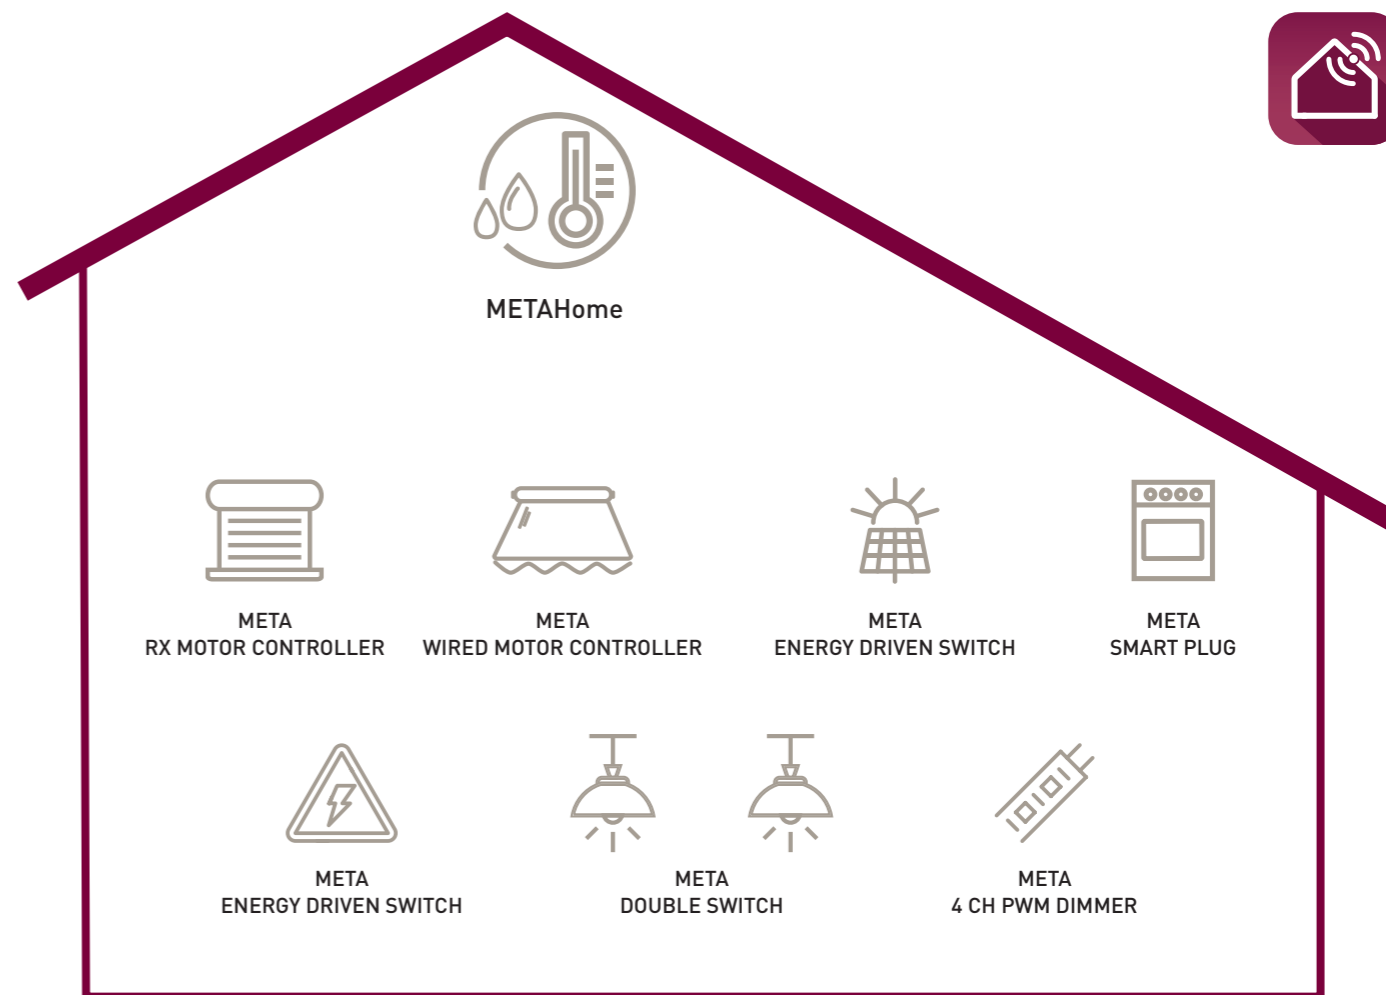 METAHome
META
RX MOTOR CONTROLLER
META
WIRED MOTOR CONTROLLER
META
ENERGY DRIVEN SWITCH
META
SMART PLUG
META
ENERGY DRIVEN SWITCH
META
DOUBLE SWITCH
META
4 CH PWM DIMMER